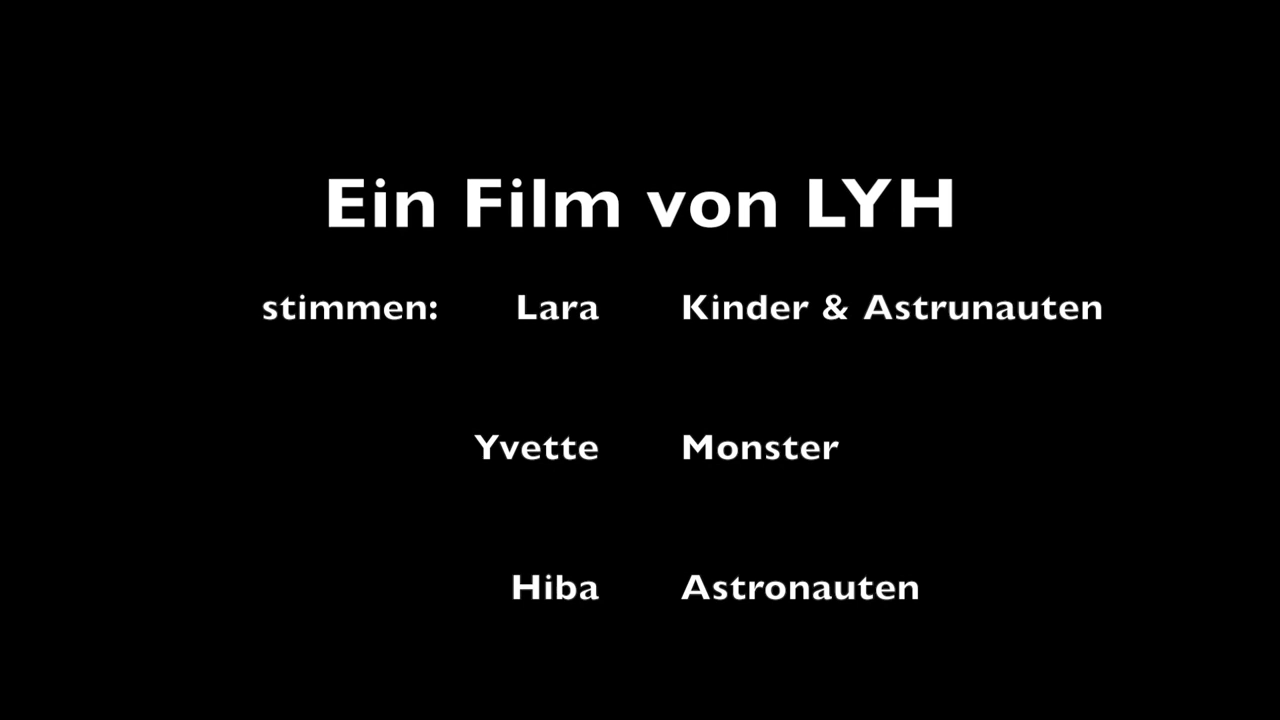 Ein Film von LYH
stimmen: Lara Kinder & Astrunauten
Yvette Monster
Hiba Astronauten